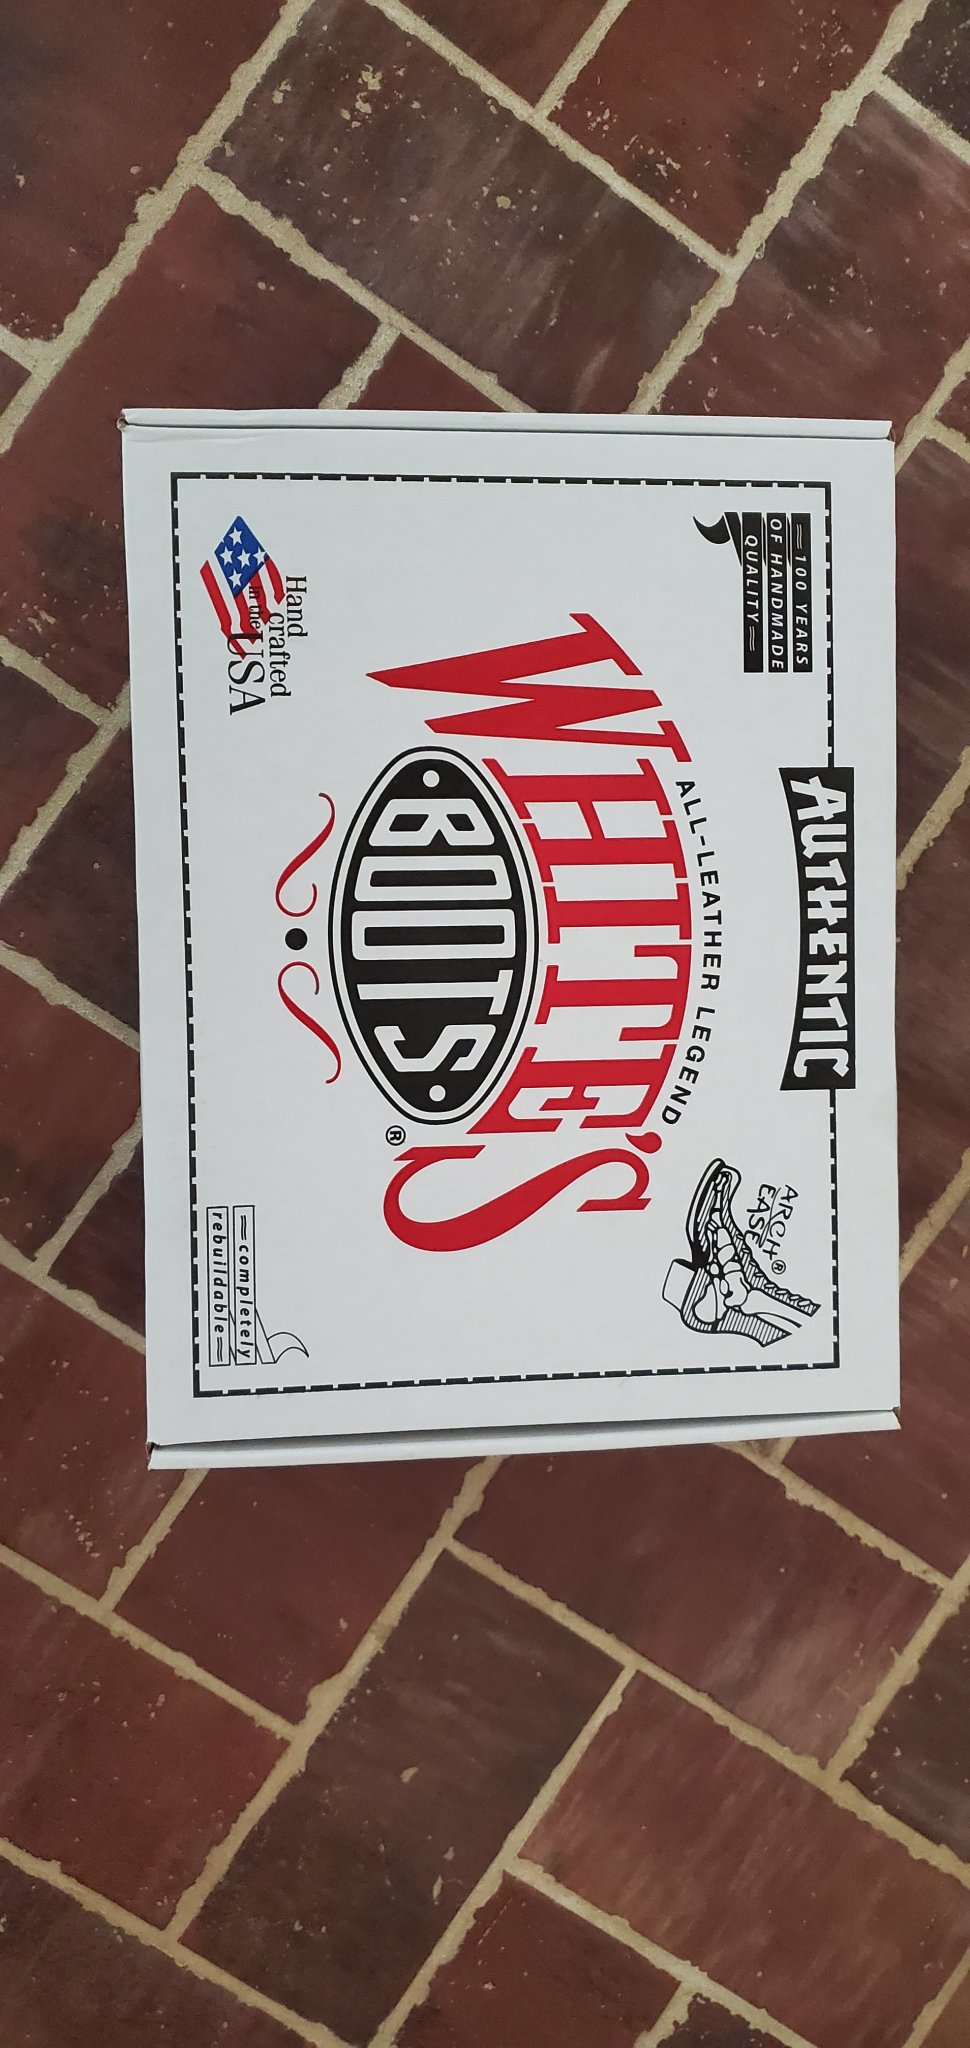 AUTHENTIC
=100 YEARS
OF HANDMADE
QUALITY=
ARCH®
EASE
ALL-LEATHER LEGEND
WHITE'S
BOOTS®
Hand
crafted
in the USA
=completely
rebuildable=